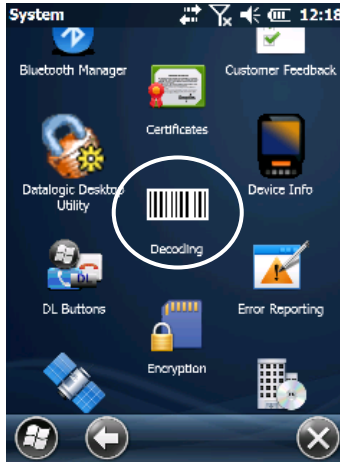 System 12:18
Bluetooth Manager
Certificates
Customer Feedback
Datalogic Desktop
Utility
Decoding
Device Info
DL Buttons
DL
Encryption
Error Reporting